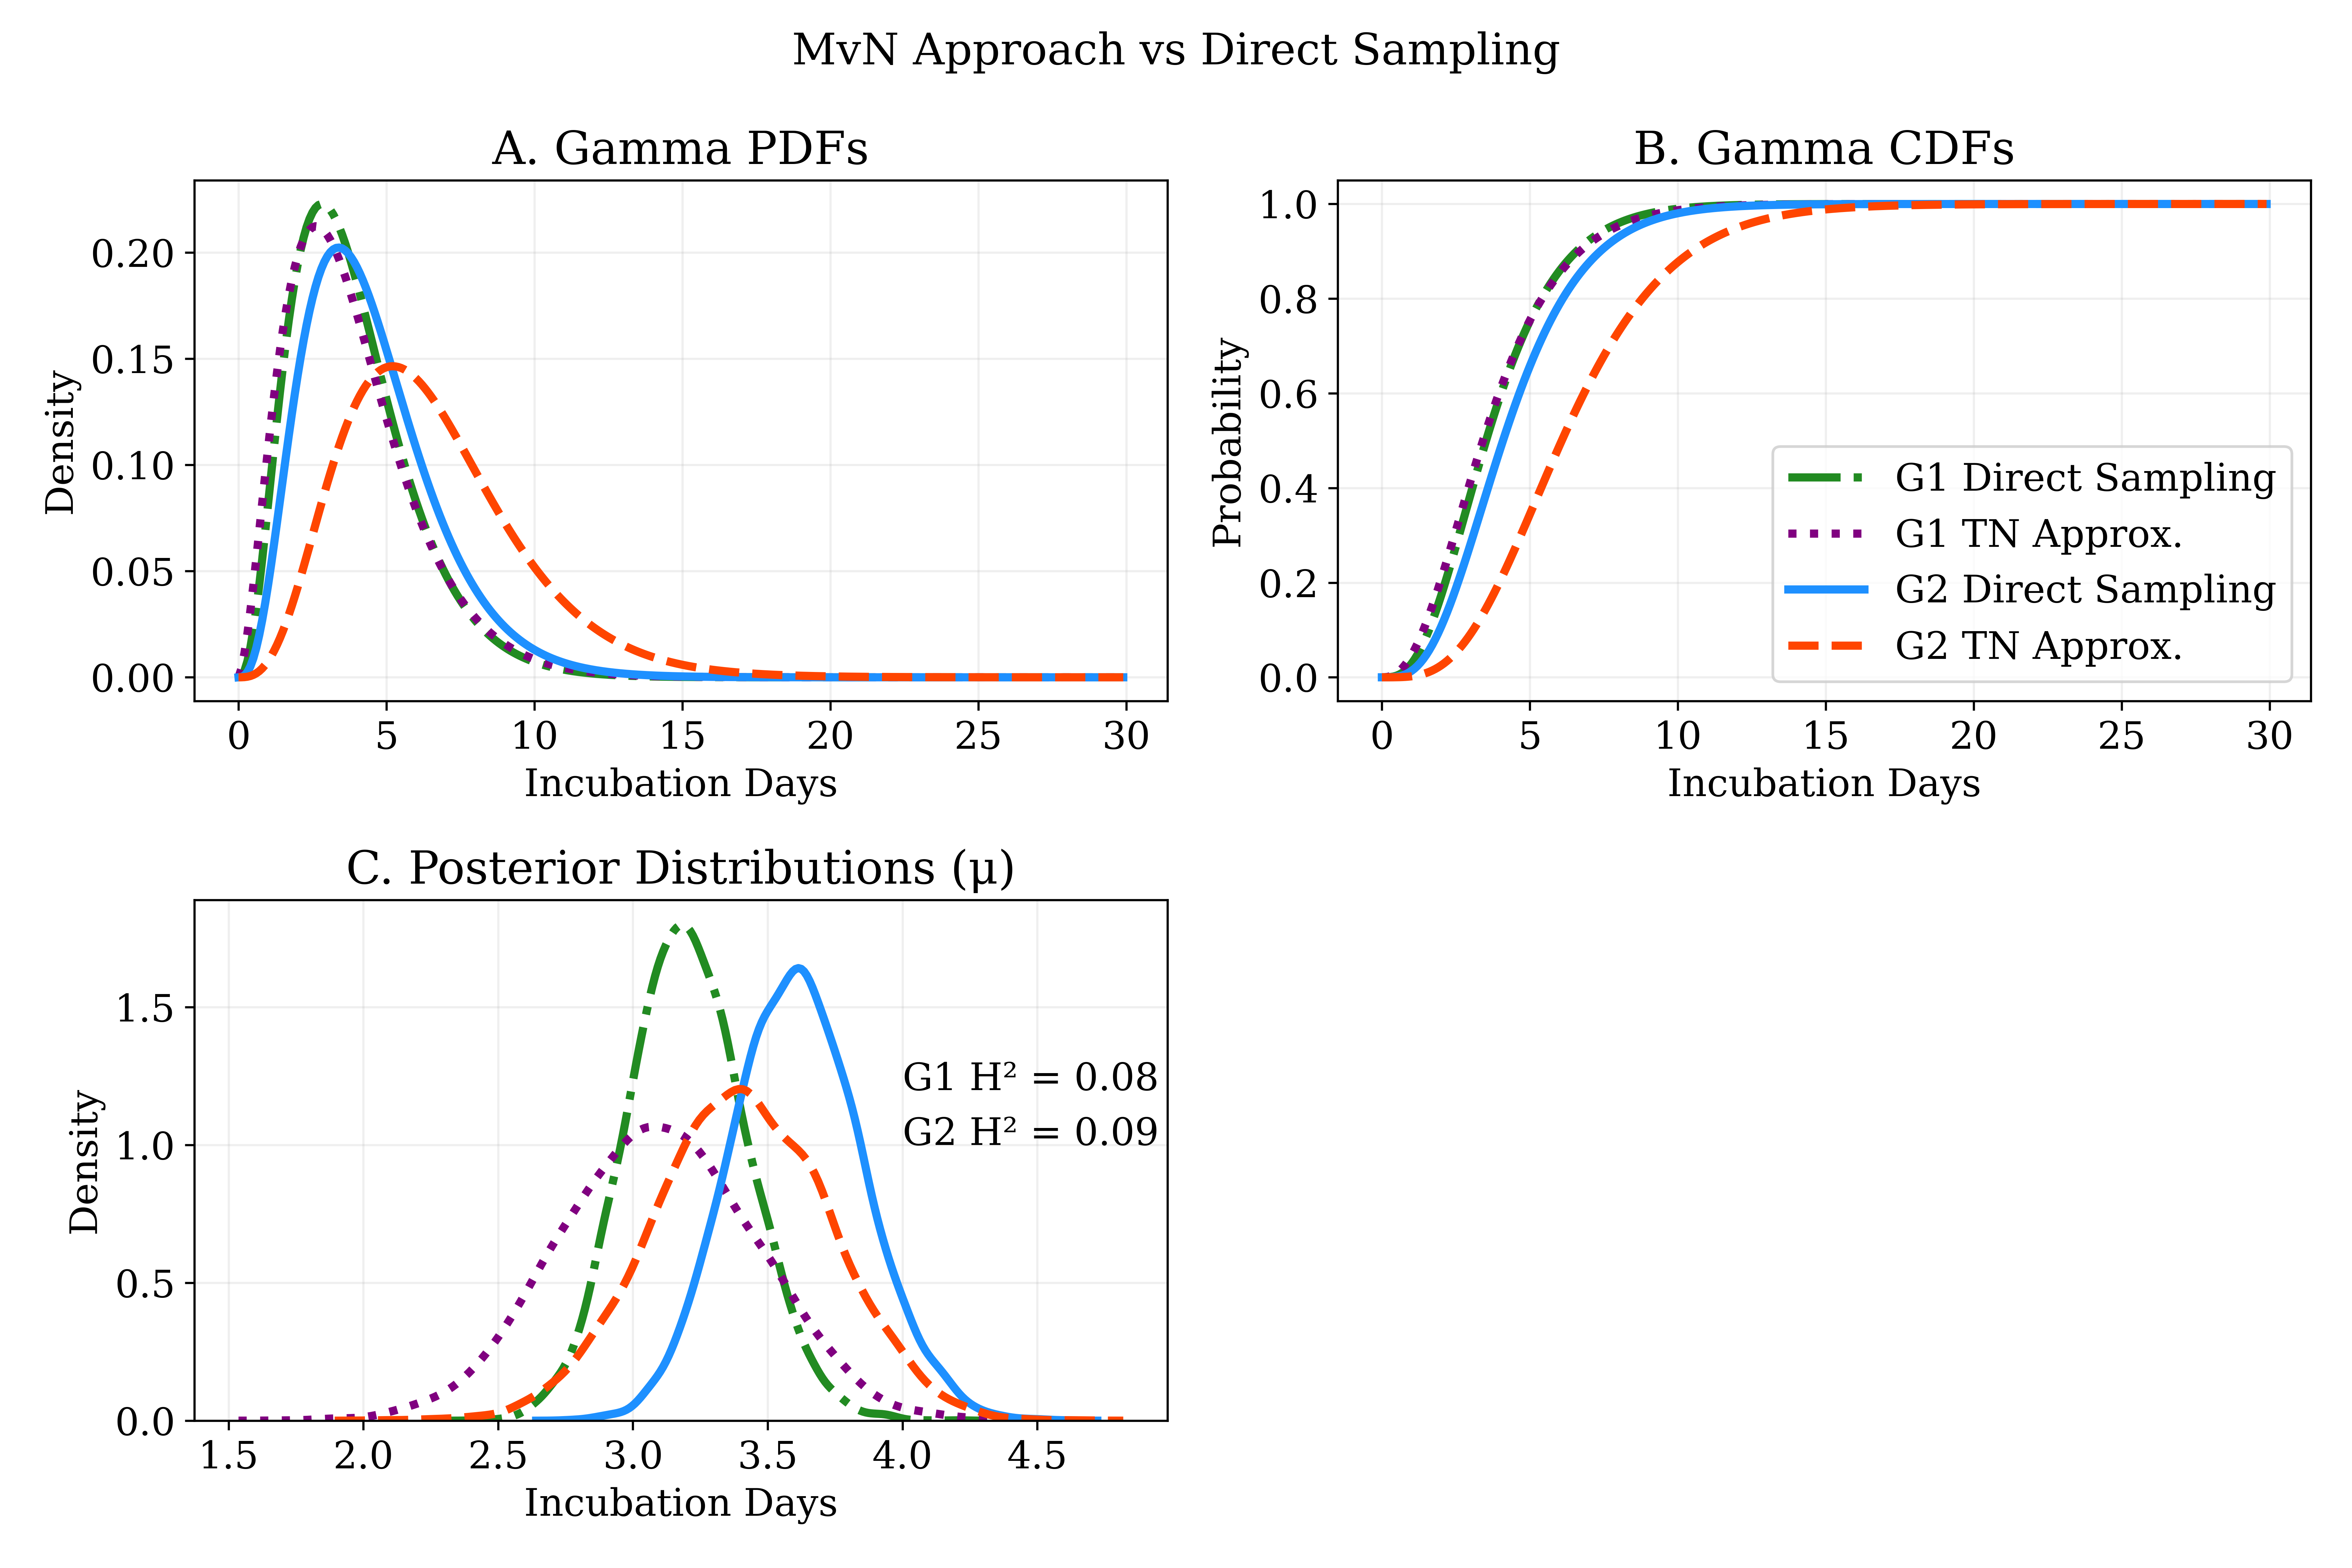 MvN Approach vs Direct Sampling
A. Gamma PDFs
Density
0.20
0.15
0.10
0.05
0.00
0 5 10 15 20 25 30
Incubation Days
B. Gamma CDFs
Probability
1.0
0.8
0.6
0.4
0.2
0.0
G1 Direct Sampling
G1 TN Approx.
G2 Direct Sampling
G2 TN Approx.
0 5 10 15 20 25 30
Incubation Days
C. Posterior Distributions (μ)
Density
1.5
1.0
0.5
0.0
G1 H² = 0.08
G2 H² = 0.09
1.5 2.0 2.5 3.0 3.5 4.0 4.5
Incubation Days